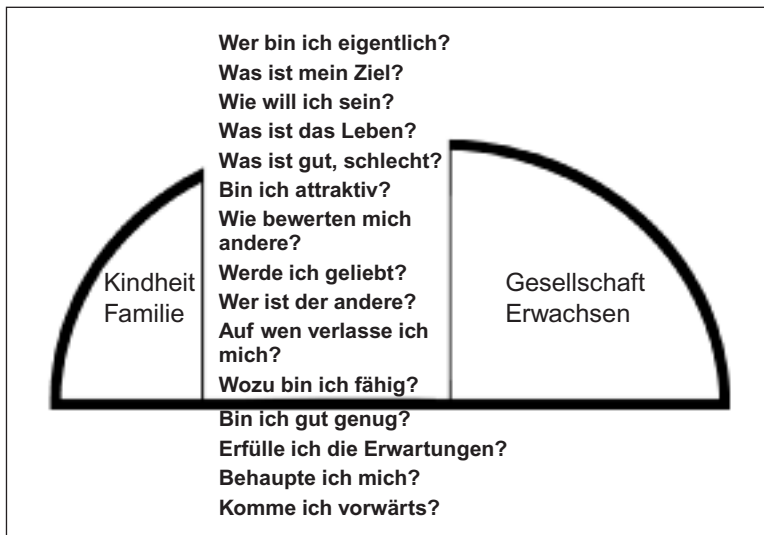 Wer bin ich eigentlich?
Was ist mein Ziel?
Wie will ich sein?
Was ist das Leben?
Was ist gut, schlecht?
Bin ich attraktiv?
Wie bewerten mich
andere?
Werde ich geliebt?
Wer ist der andere?
Auf wen verlasse ich
mich?
Wozu bin ich fähig?
Bin ich gut genug?
Erfülle ich die Erwartungen?
Behaupte ich mich?
Komme ich vorwärts?
Kindheit
Familie
Gesellschaft
Erwachsen